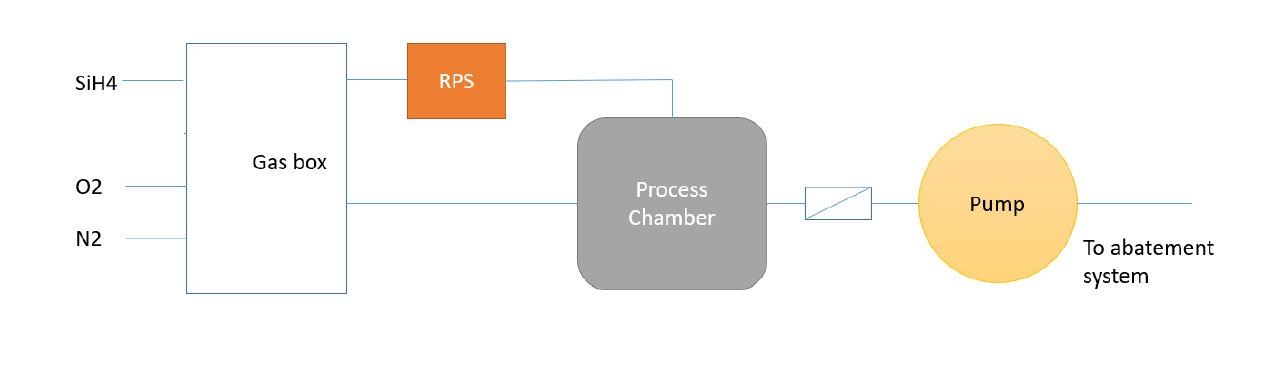 SiH4
RPS
Gas box
O2
N2
Process
Chamber
Pump
To abatement
system